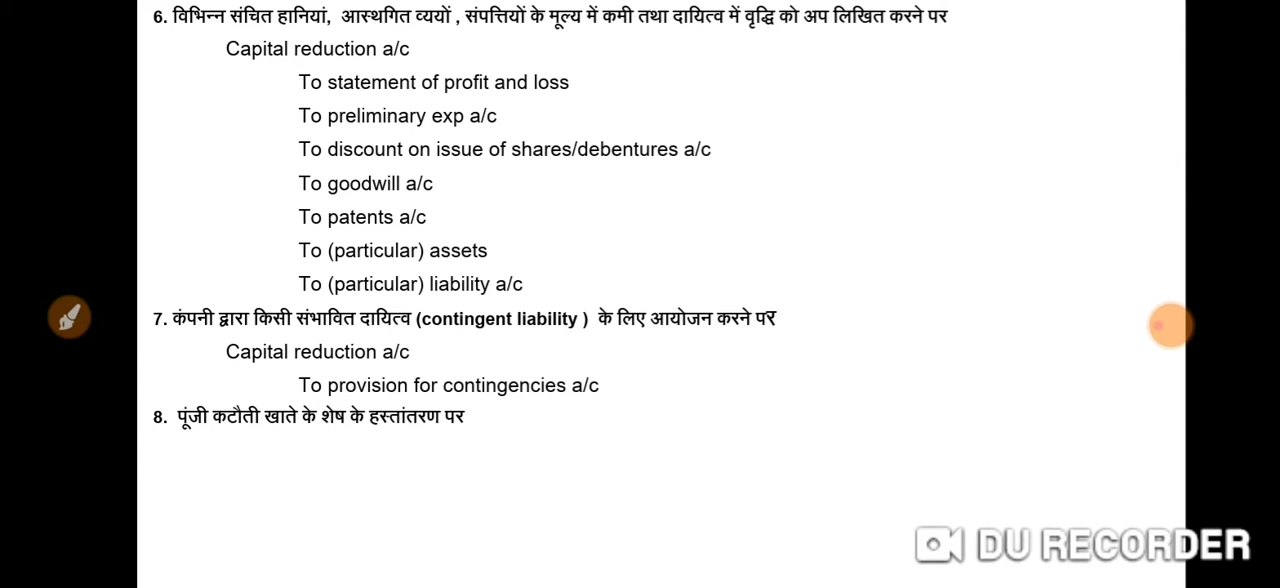 6. विभिन्न संचित हानियां, आस्थगित व्ययों , संपत्तियों के मूल्य में कमी तथा दायित्व में वृद्धि को अप लिखित करने पर
Capital reduction a/c
To statement of profit and loss
To preliminary exp a/c
To discount on issue of shares/debentures a/c
To goodwill a/c
To patents a/c
To (particular) assets
To (particular) liability a/c
7. कंपनी द्वारा किसी संभावित दायित्व (contingent liability ) के लिए आयोजन करने पर
Capital reduction a/c
To provision for contingencies a/c
8. पूंजी कटौती खाते के शेष के हस्तांतरण पर
DU RECORDER